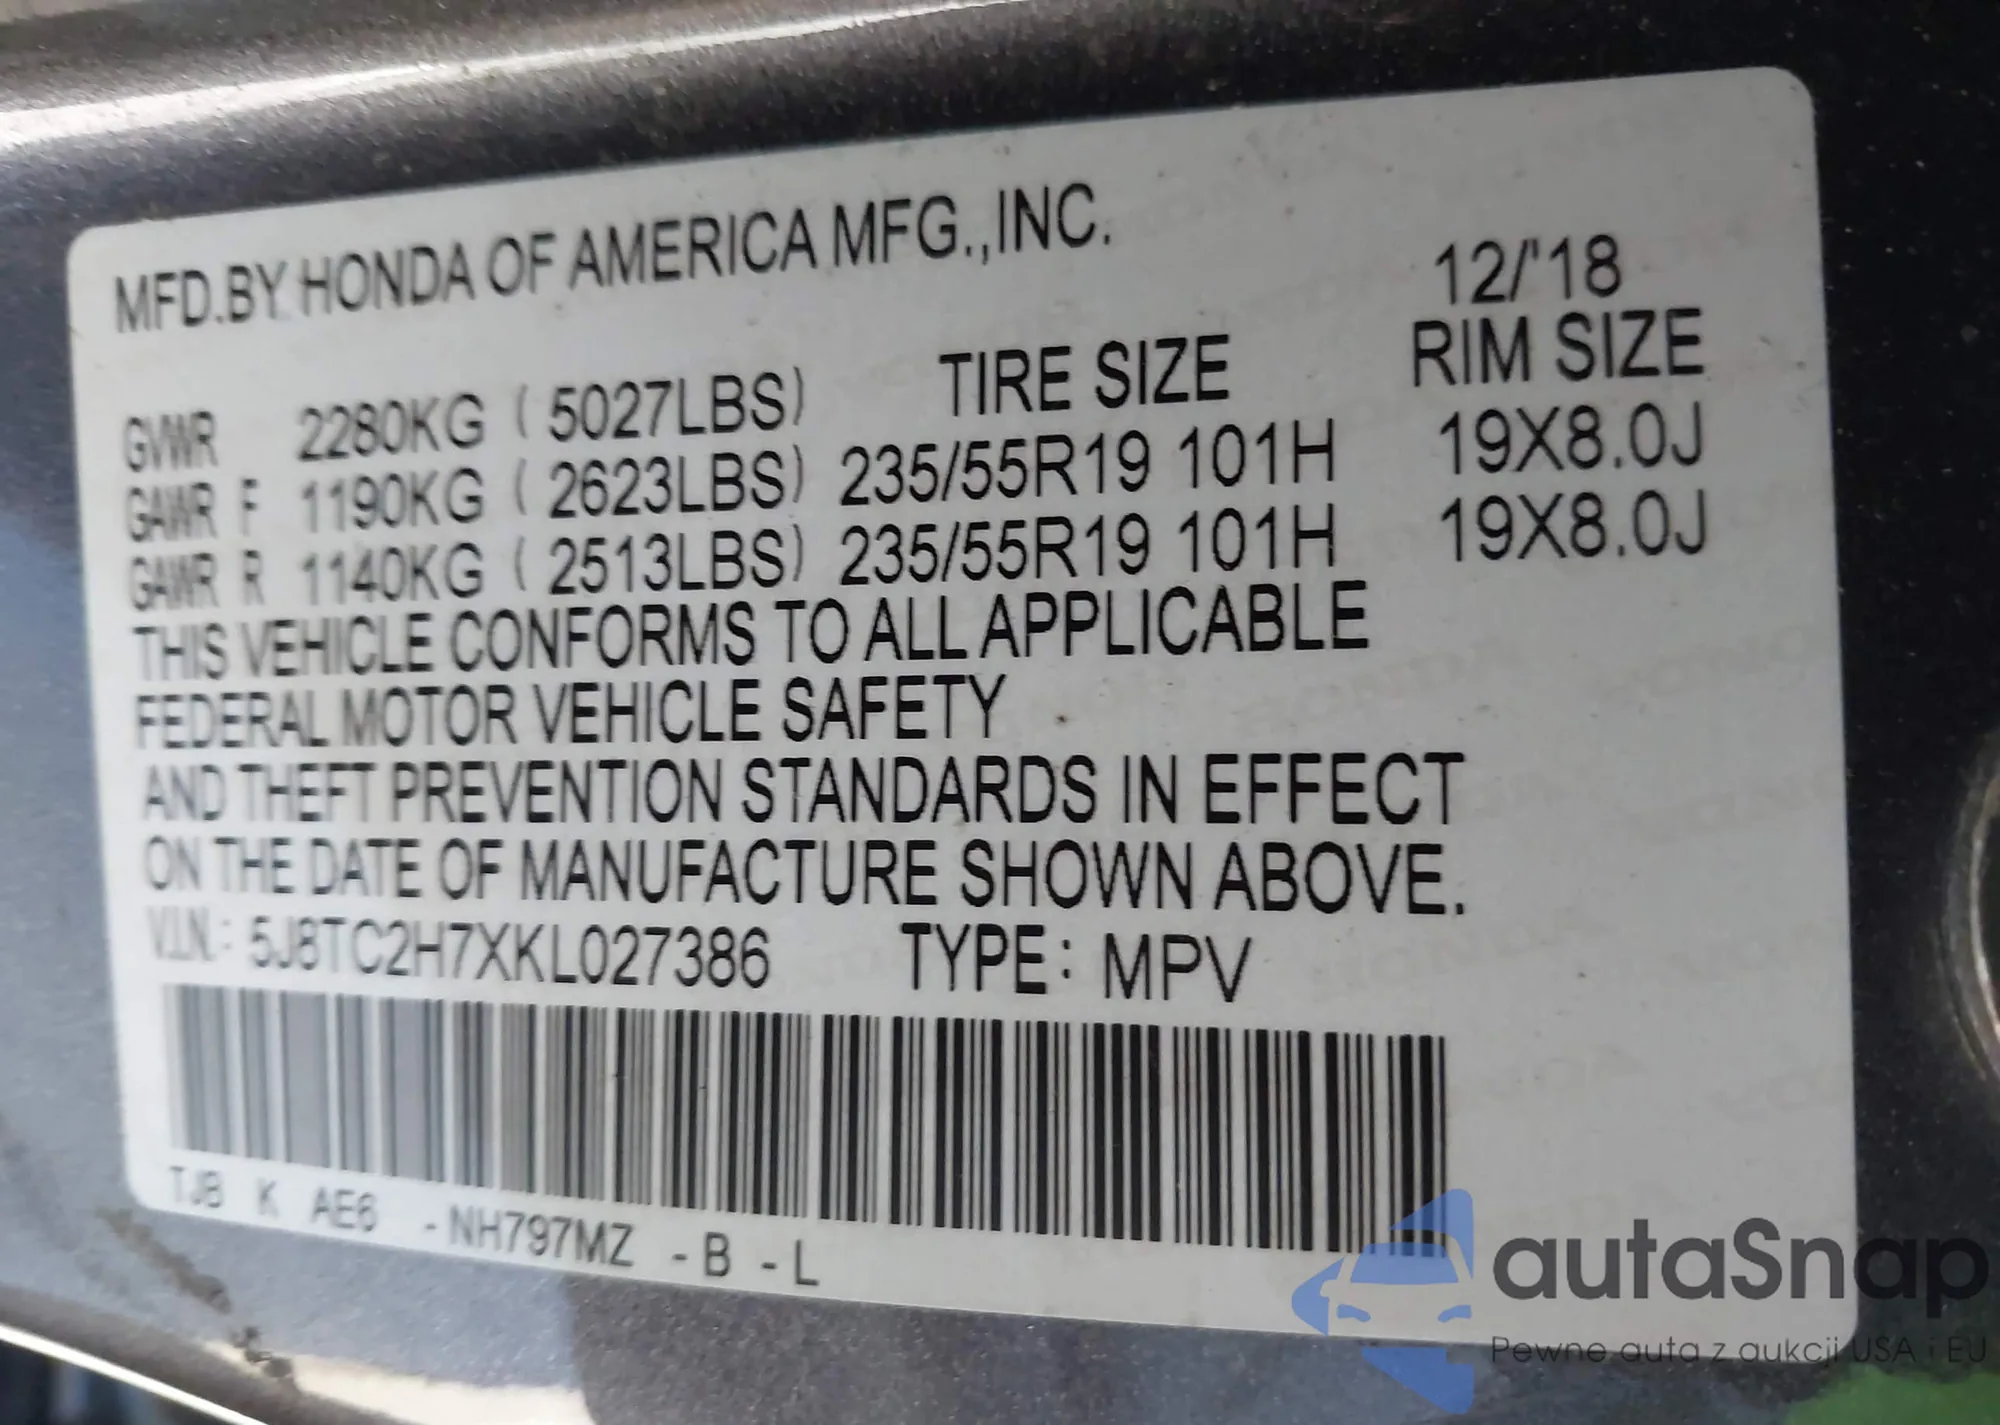 MFD.BY HONDA OF AMERICA MFG.,INC.
12/'18
TIRE SIZE RIM SIZE
GVWR 2280KG ( 5027LBS)
GAWR F 1190KG ( 2623LBS) 235/55R19 101H 19X8.0J
GAWR R 1140KG ( 2513LBS) 235/55R19 101H 19X8.0J
THIS VEHICLE CONFORMS TO ALL APPLICABLE
FEDERAL MOTOR VEHICLE SAFETY
AND THEFT PREVENTION STANDARDS IN EFFECT
ON THE DATE OF MANUFACTURE SHOWN ABOVE.
V.I.N.: 5J8TC2H7XKL027386 TYPE: MPV
TJB K AE6 -NH797MZ -B -L
autaSnap
Pewne auta z aukcji USA i EU